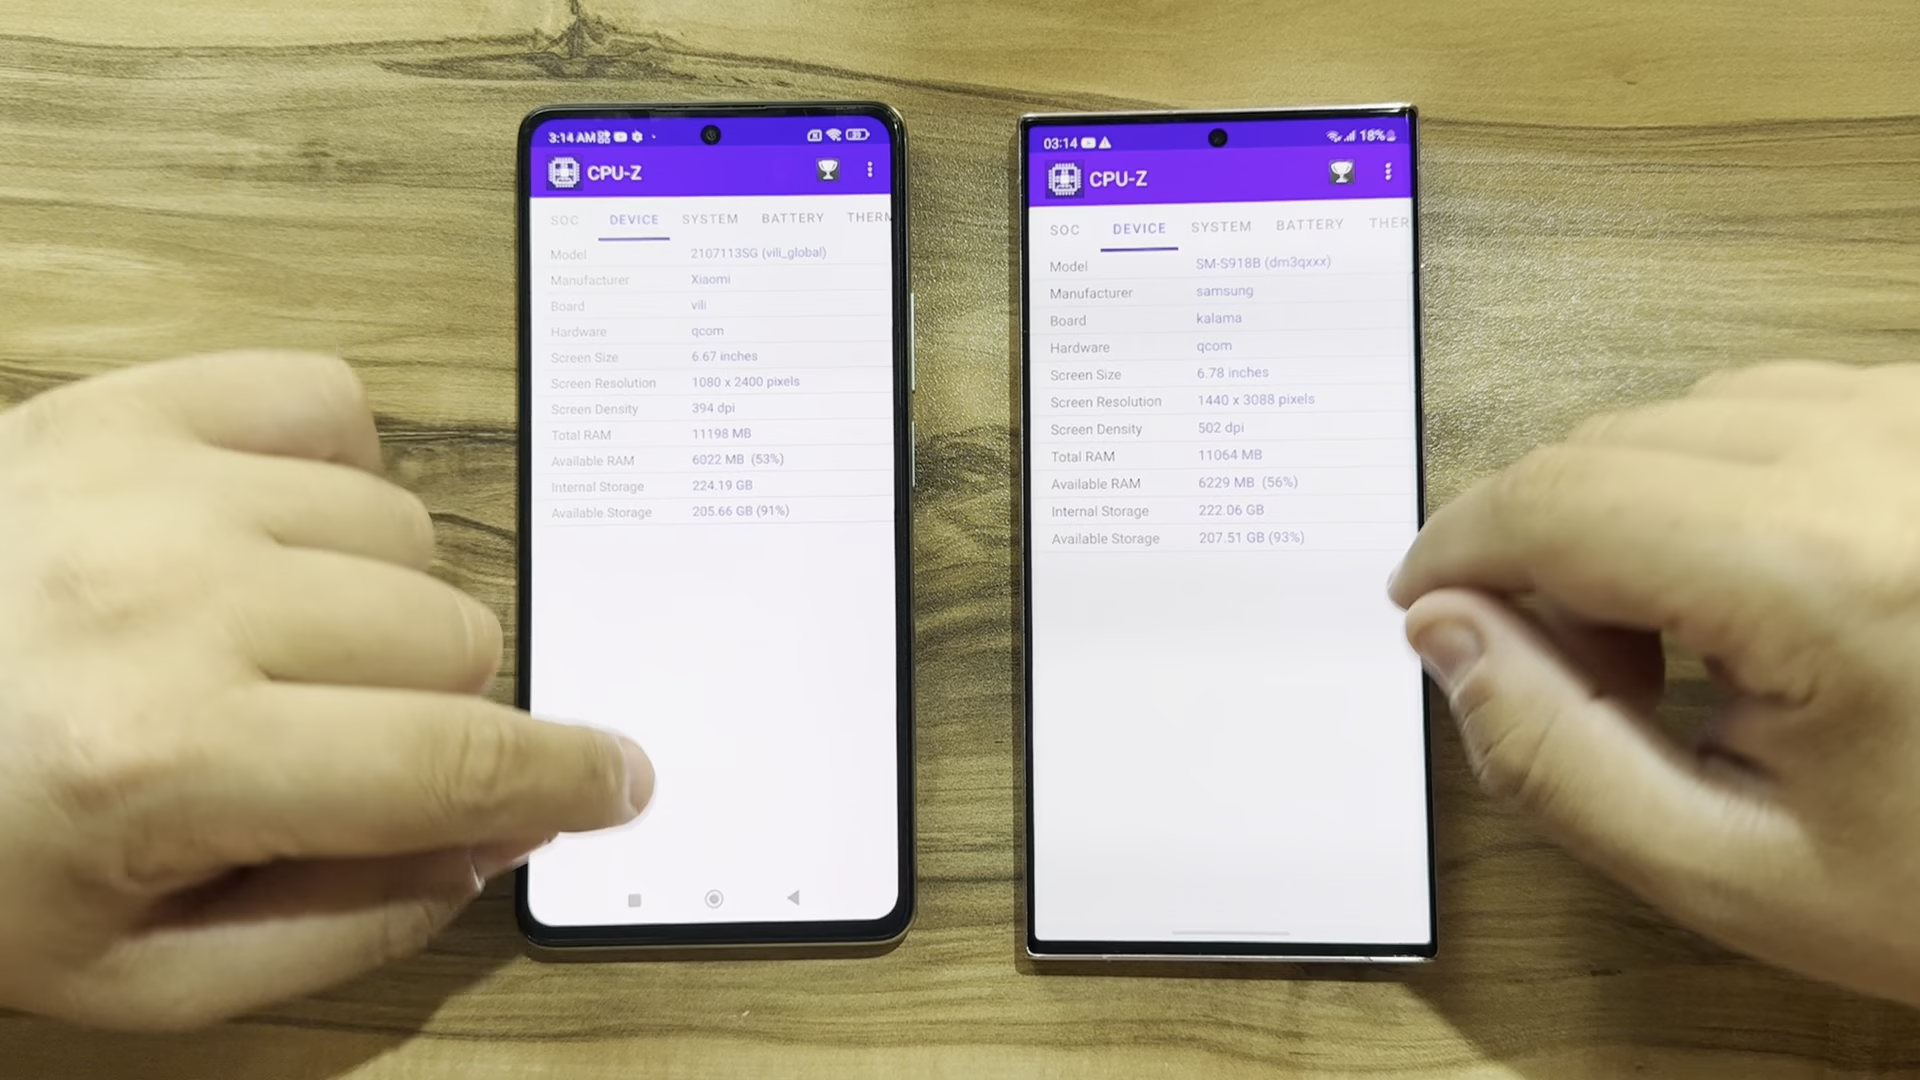 3:14 AM
CPU-Z
SOC DEVICE SYSTEM BATTERY THERM
Model 2107113SG (vili_global)
Manufacturer Xiaomi
Board vili
Hardware qcom
Screen Size 6.67 inches
Screen Resolution 1080 x 2400 pixels
Screen Density 394 dpi
Total RAM 11198 MB
Available RAM 6022 MB (53%)
Internal Storage 224.19 GB
Available Storage 205.66 GB (91%)
03:14 18%
CPU-Z
SOC DEVICE SYSTEM BATTERY THER
Model SM-S918B (dm3qxxx)
Manufacturer samsung
Board kalama
Hardware qcom
Screen Size 6.78 inches
Screen Resolution 1440 x 3088 pixels
Screen Density 502 dpi
Total RAM 11064 MB
Available RAM 6229 MB (56%)
Internal Storage 222.06 GB
Available Storage 207.51 GB (93%)